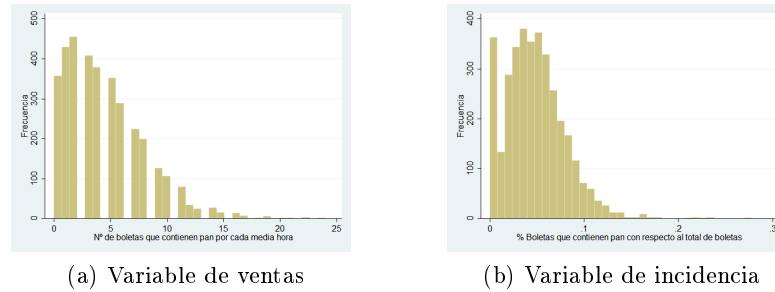 500
400
300
200
100
0
Frecuencia
0 5 10 15 20 25
Nº de boletas que contienen pan por cada media hora
(a) Variable de ventas
400
300
200
100
0
Frecuencia
0 .1 .2 .3
% Boletas que contienen pan con respecto al total de boletas
(b) Variable de incidencia